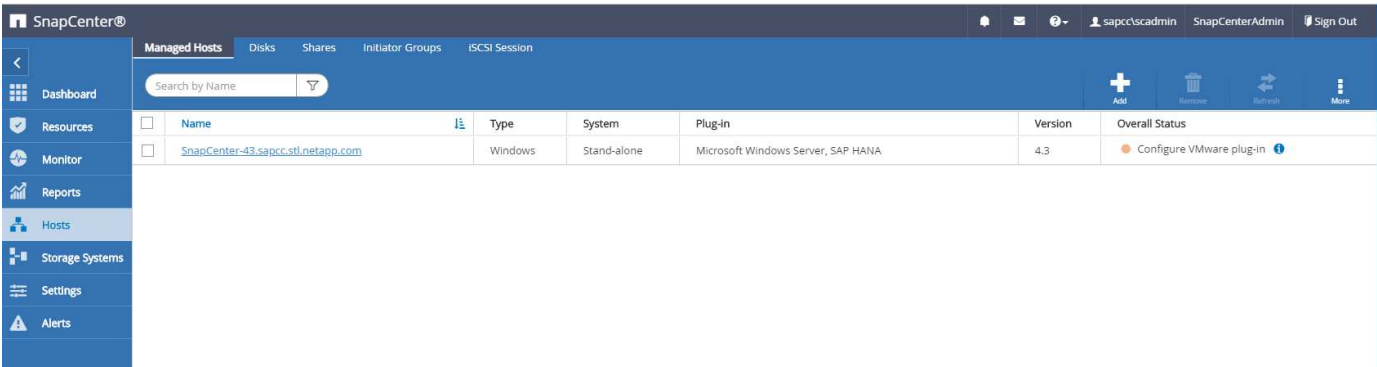 SnapCenter®
sapcc\scadmin SnapCenterAdmin Sign Out
Managed Hosts Disks Shares Initiator Groups iSCSI Session
Search by Name
Add Remove Refresh More
Dashboard
Resources
Monitor
Reports
Hosts
Storage Systems
Settings
Alerts
Name Type System Plug-in Version Overall Status
SnapCenter-43.sapcc.stl.netapp.com Windows Stand-alone Microsoft Windows Server, SAP HANA 4.3 Configure VMware plug-in